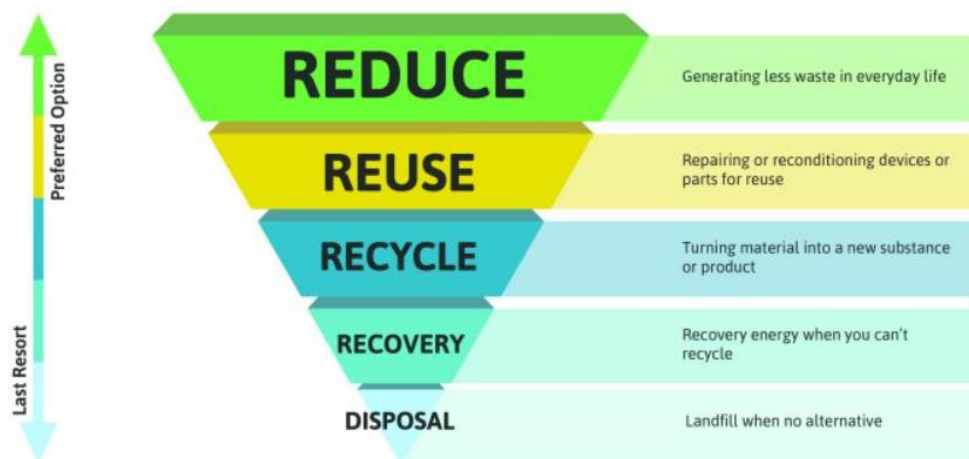 Preferred Option
Last Resort
REDUCE
Generating less waste in everyday life
REUSE
Repairing or reconditioning devices or
parts for reuse
RECYCLE
Turning material into a new substance
or product
RECOVERY
Recovery energy when you can't
recycle
DISPOSAL
Landfill when no alternative